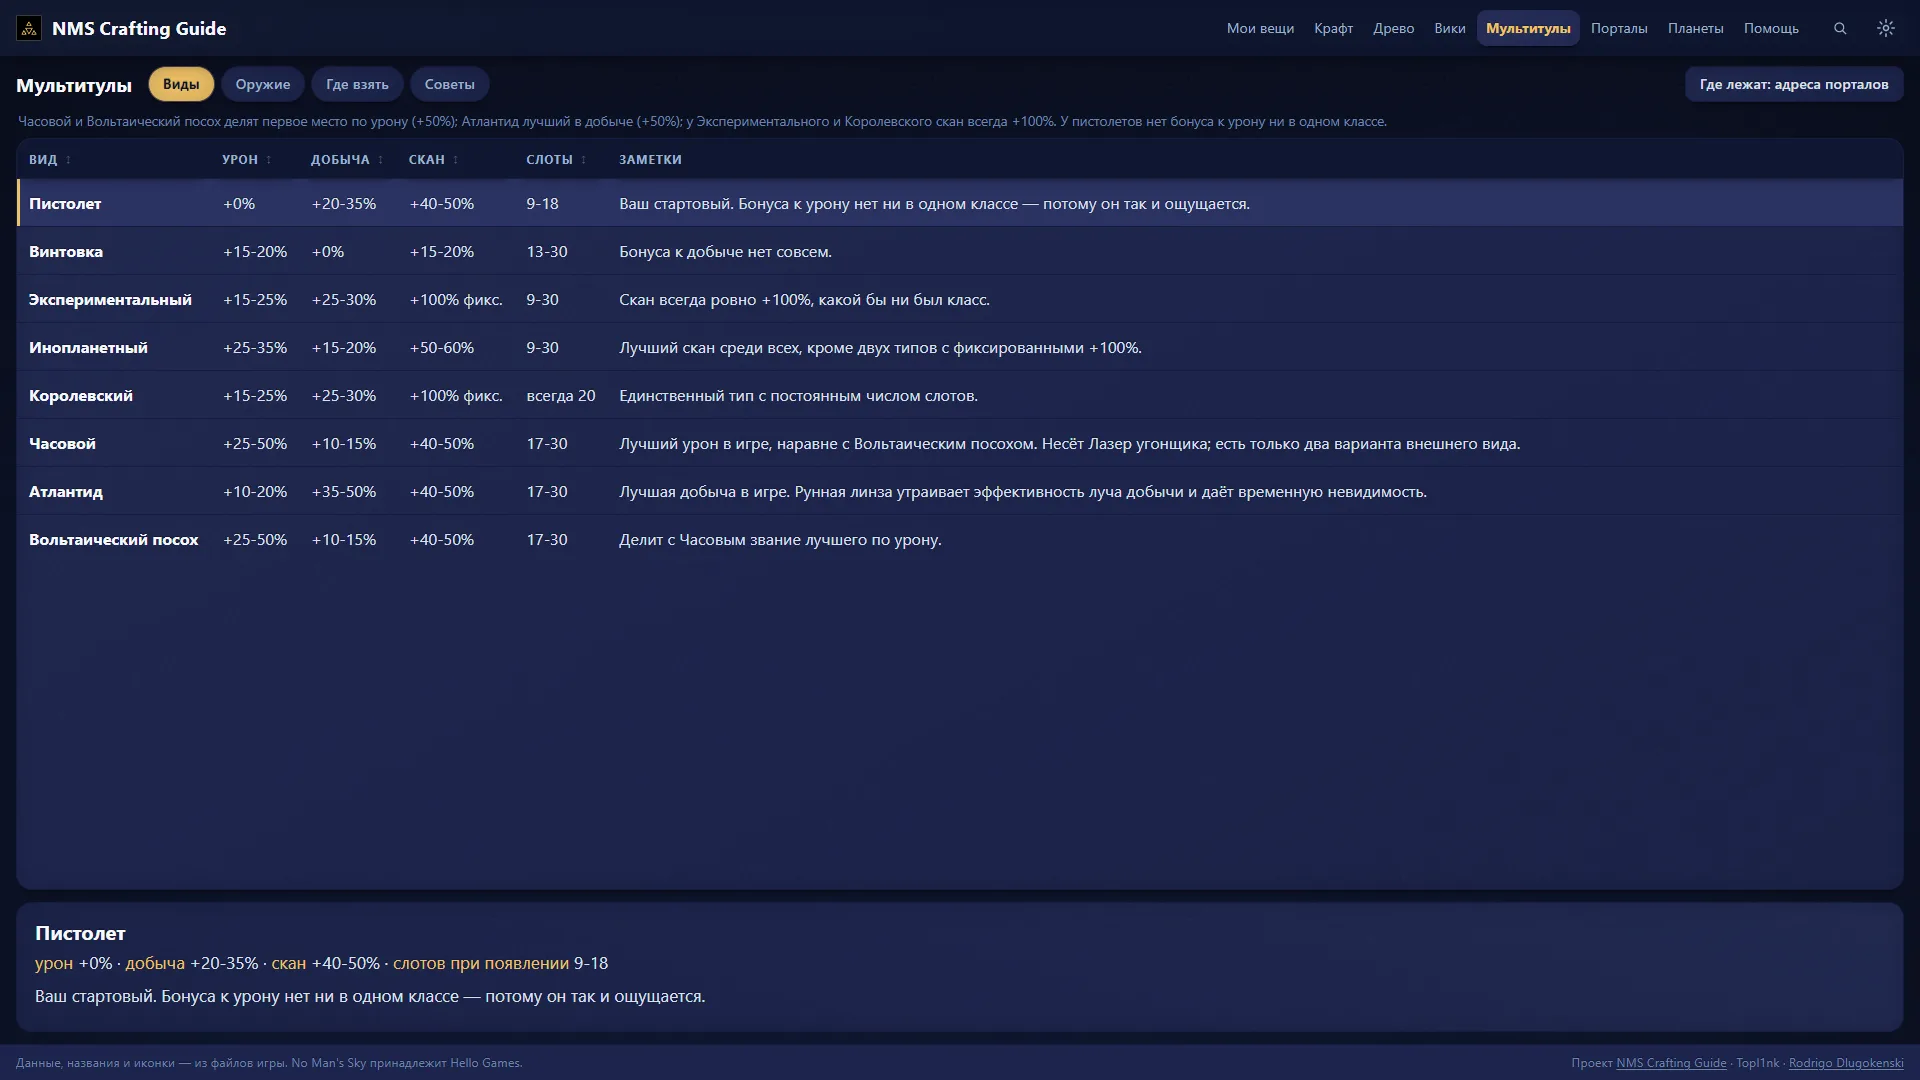 NMS Crafting Guide
Мои вещи Крафт Древо Вики Мультитулы Порталы Планеты Помощь
Мультитулы Виды Оружие Где взять Советы Где лежат: адреса порталов
Часовой и Вольтаический посох делят первое место по урону (+50%); Атлантид лучший в добыче (+50%); у Экспериментального и Королевского скан всегда +100%. У пистолетов нет бонуса к урону ни в одном классе.
ВИД ↕ УРОН ↕ ДОБЫЧА ↕ СКАН ↕ СЛОТЫ ↕ ЗАМЕТКИ
Пистолет +0% +20-35% +40-50% 9-18 Ваш стартовый. Бонуса к урону нет ни в одном классе — потому он так и ощущается.
Винтовка +15-20% +0% +15-20% 13-30 Бонуса к добыче нет совсем.
Экспериментальный +15-25% +25-30% +100% фикс. 9-30 Скан всегда ровно +100%, какой бы ни был класс.
Инопланетный +25-35% +15-20% +50-60% 9-30 Лучший скан среди всех, кроме двух типов с фиксированными +100%.
Королевский +15-25% +25-30% +100% фикс. всегда 20 Единственный тип с постоянным числом слотов.
Часовой +25-50% +10-15% +40-50% 17-30 Лучший урон в игре, наравне с Вольтаическим посохом. Несёт Лазер угонщика; есть только два варианта внешнего вида.
Атлантид +10-20% +35-50% +40-50% 17-30 Лучшая добыча в игре. Рунная линза утраивает эффективность луча добычи и даёт временную невидимость.
Вольтаический посох +25-50% +10-15% +40-50% 17-30 Делит с Часовым звание лучшего по урону.
Пистолет
урон +0% · добыча +20-35% · скан +40-50% · слотов при появлении 9-18
Ваш стартовый. Бонуса к урону нет ни в одном классе — потому он так и ощущается.
Данные, названия и иконки — из файлов игры. No Man's Sky принадлежит Hello Games. Проект NMS Crafting Guide · Topl1nk · Rodrigo Dlugokenski